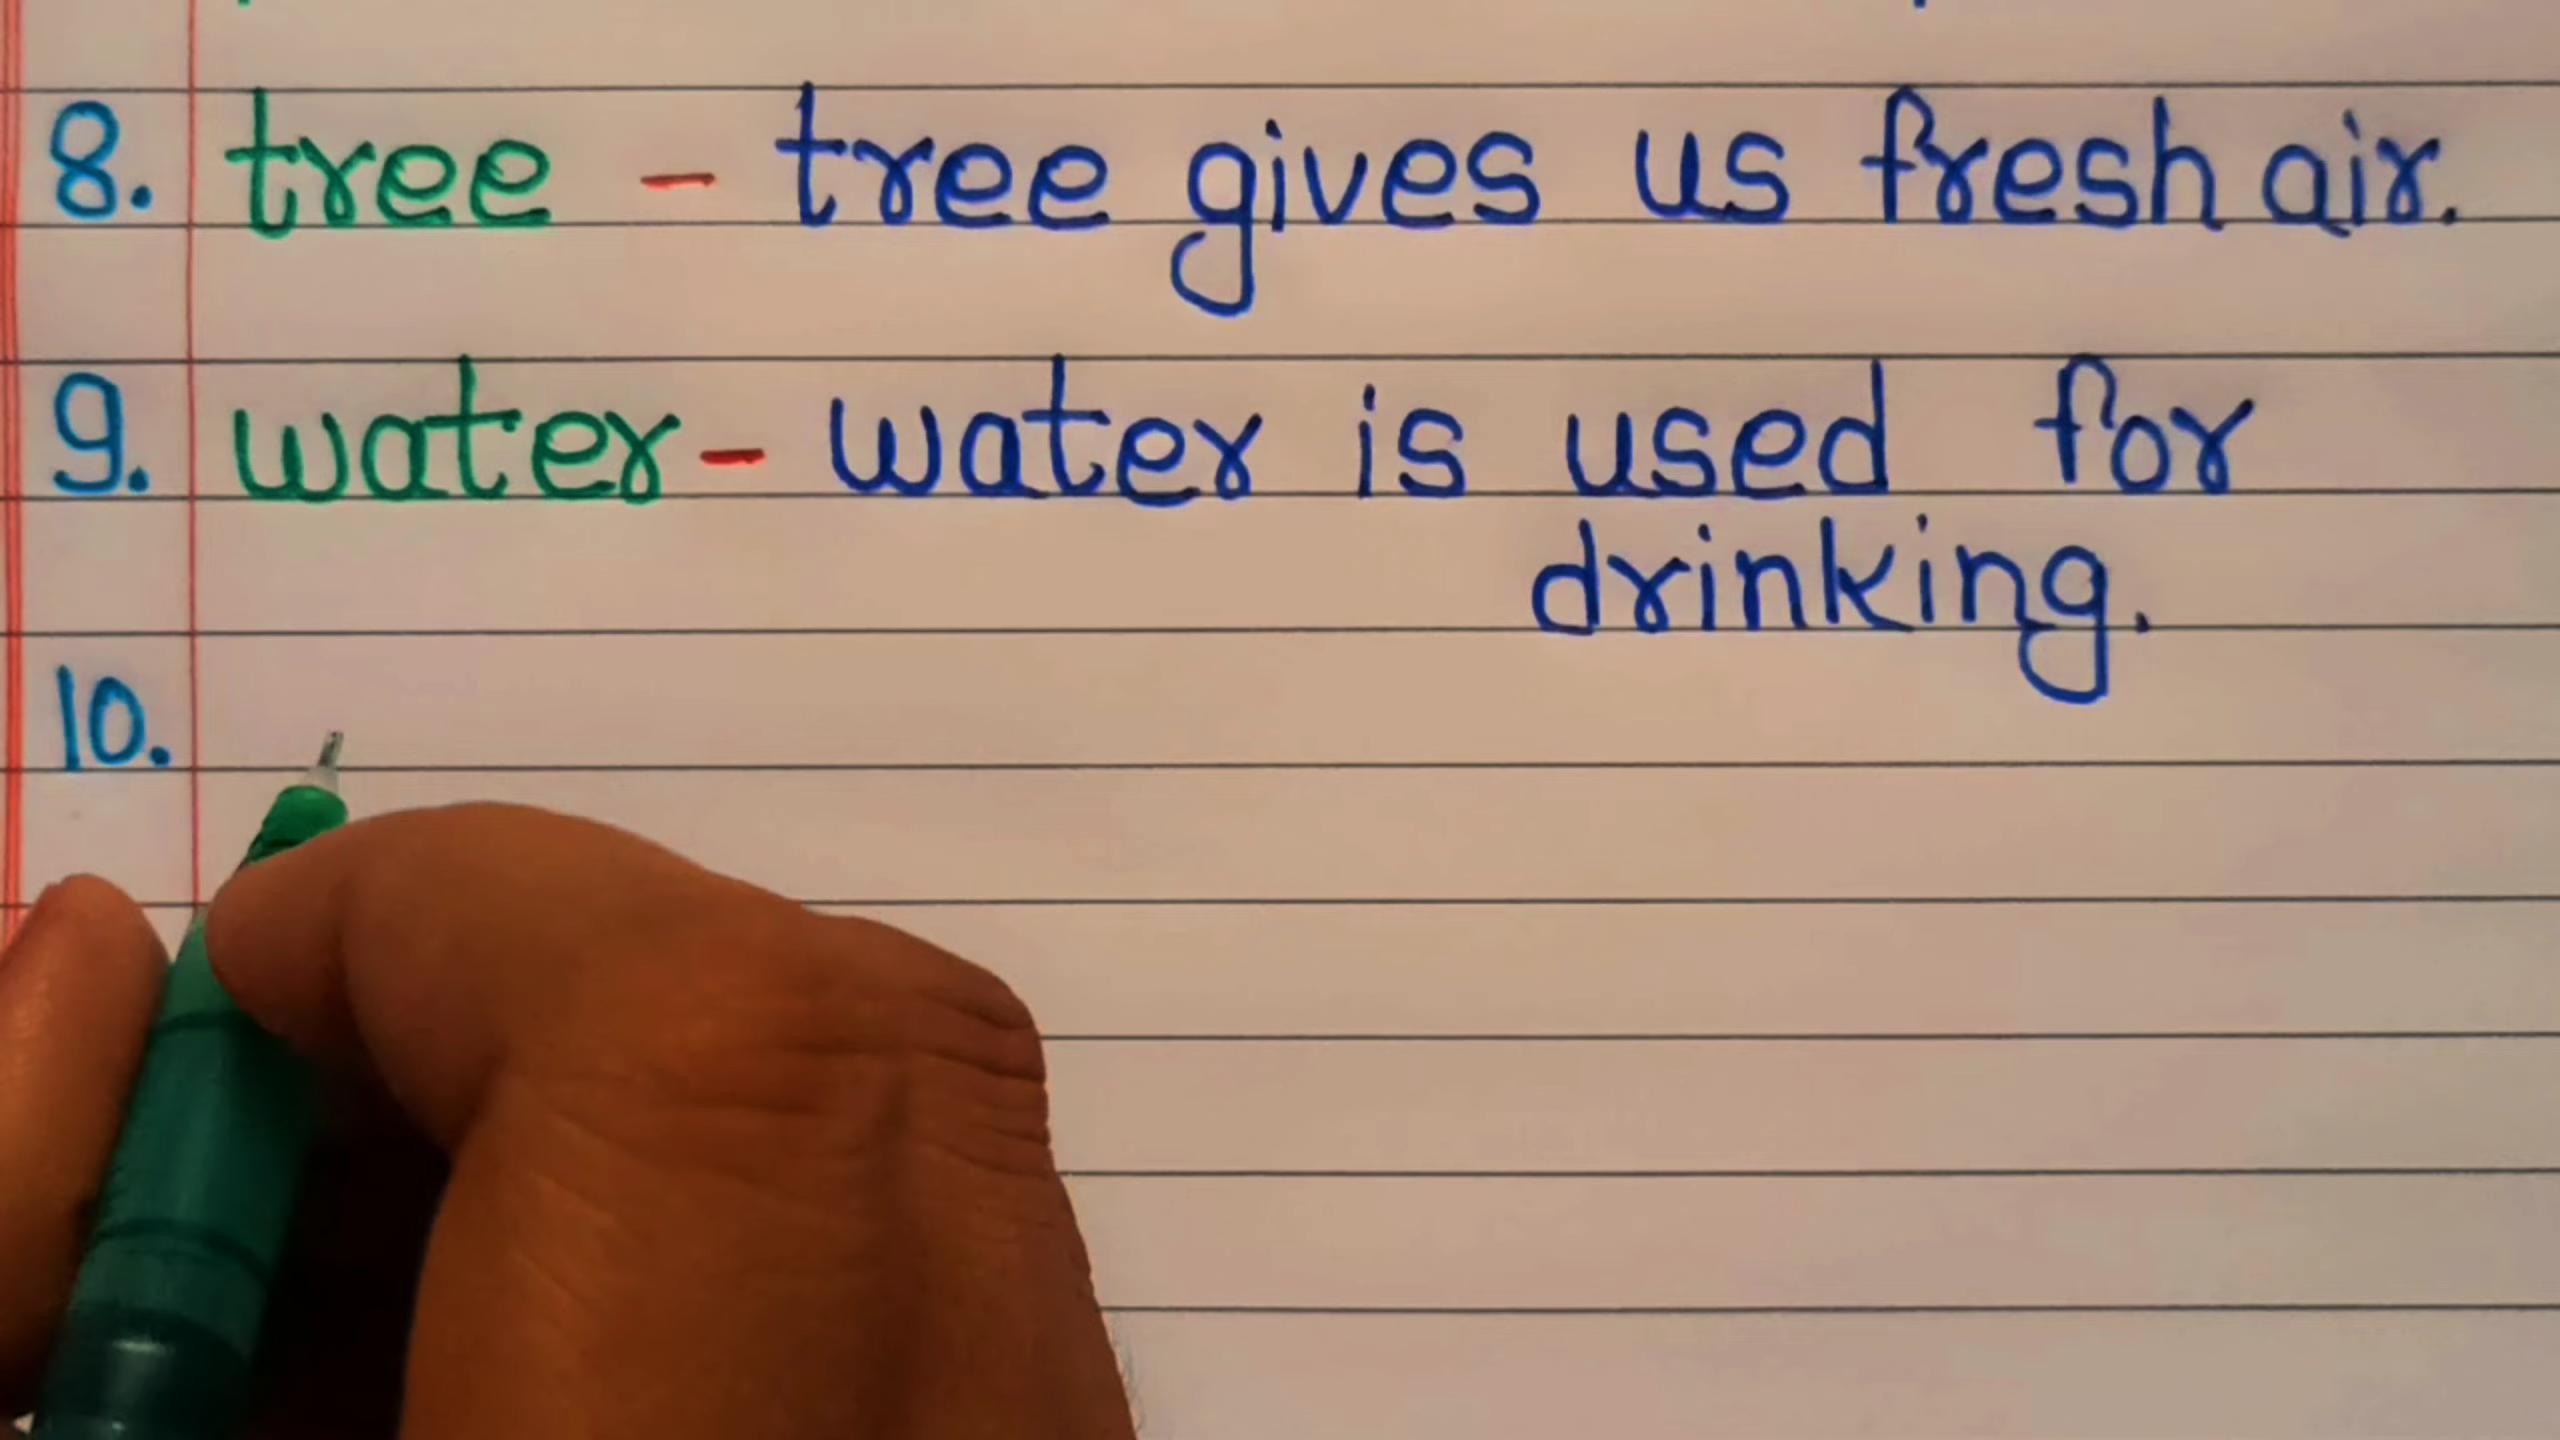 8. tree - tree gives us fresh air.
9. water - water is used for
drinking.
10.